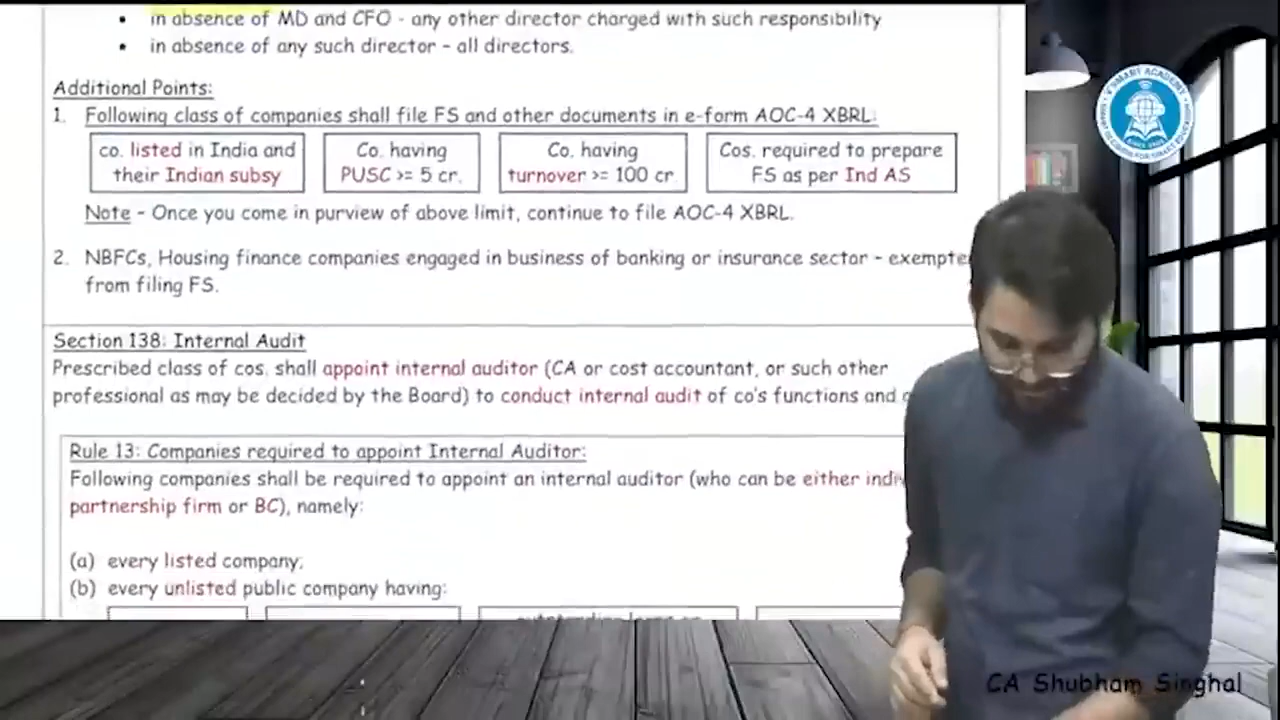 • in absence of MD and CFO - any other director charged with such responsibility
• in absence of any such director – all directors.
Additional Points:
1. Following class of companies shall file FS and other documents in e-form AOC-4 XBRL:
co. listed in India and their Indian subsy
Co. having PUSC >= 5 cr.
Co. having turnover >= 100 cr.
Cos. required to prepare FS as per Ind AS
Note – Once you come in purview of above limit, continue to file AOC-4 XBRL.
2. NBFCs, Housing finance companies engaged in business of banking or insurance sector – exempte
from filing FS.
Section 138: Internal Audit
Prescribed class of cos. shall appoint internal auditor (CA or cost accountant, or such other
professional as may be decided by the Board) to conduct internal audit of co's functions and
Rule 13: Companies required to appoint Internal Auditor:
Following companies shall be required to appoint an internal auditor (who can be either
partnership firm or BC), namely:
(a) every listed company;
(b) every unlisted public company having:
CA Shubham Singhal